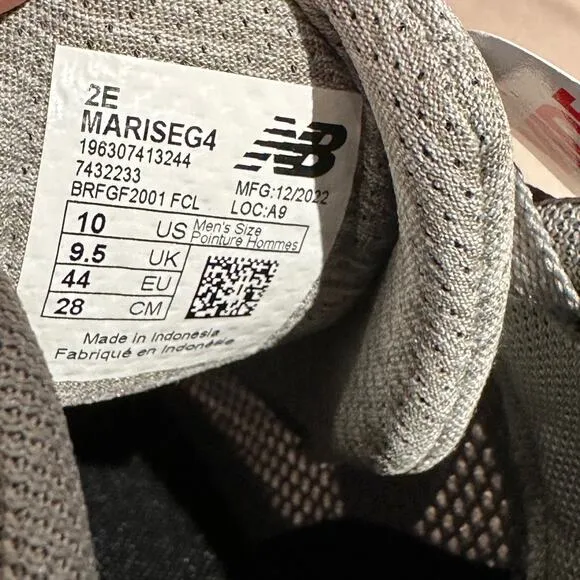 2E
MARISEG4
196307413244
7432233
BRFGF2001 FCL
NB
MFG:12/2022
LOC:A9
10 US Men's Size
Pointure Hommes
9.5 UK
44 EU
28 CM
Made in Indonesia
Fabriqué en Indonésie